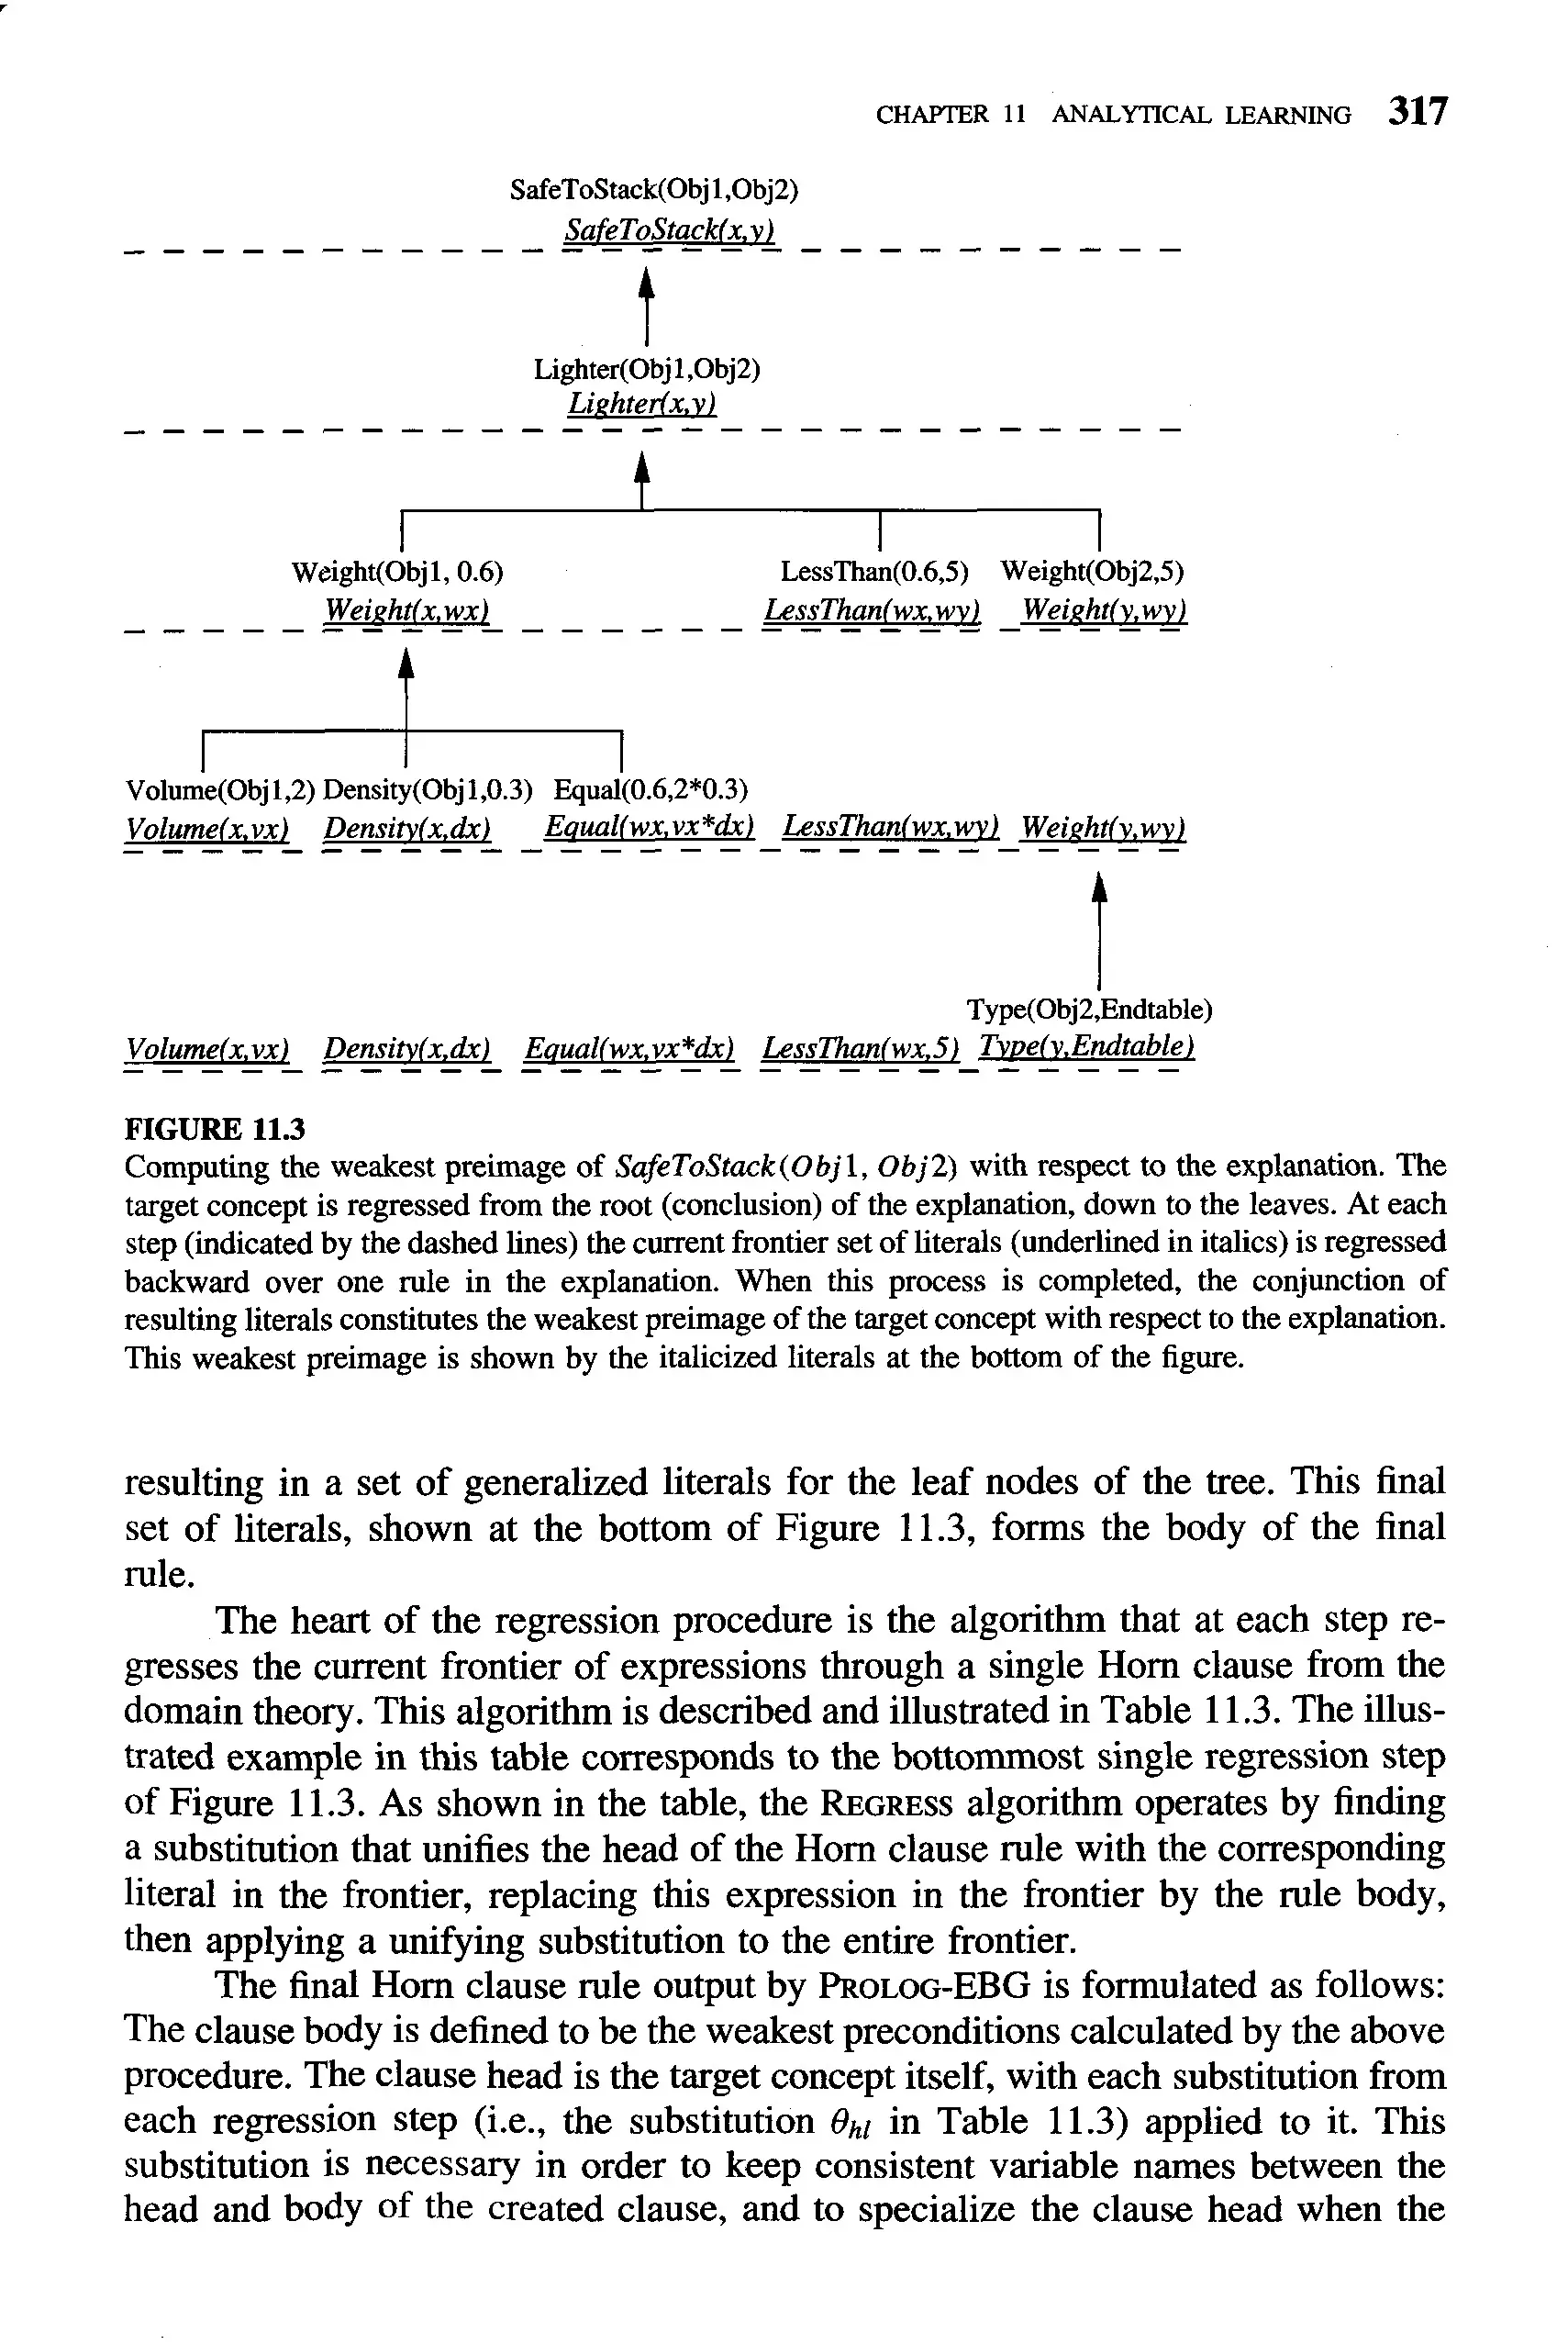 CHAPTER 11 ANALYTICAL LEARNING 317
SafeToStack(Obj1,Obj2)
SafeToStack(x,y)
Lighter(Obj1,Obj2)
Lighter(x,y)
Weight(Obj1, 0.6) LessThan(0.6,5) Weight(Obj2,5)
Weight(x,wx) LessThan(wx,wy) Weight(y,wy)
Volume(Obj1,2) Density(Obj1,0.3) Equal(0.6,2*0.3)
Volume(x,vx) Density(x,dx) Equal(wx,vx*dx) LessThan(wx,wy) Weight(y,wy)
Type(Obj2,Endtable)
Volume(x,vx) Density(x,dx) Equal(wx,vx*dx) LessThan(wx,5) Type(y,Endtable)
FIGURE 11.3
Computing the weakest preimage of SafeToStack(Obj1, Obj2) with respect to the explanation. The
target concept is regressed from the root (conclusion) of the explanation, down to the leaves. At each
step (indicated by the dashed lines) the current frontier set of literals (underlined in italics) is regressed
backward over one rule in the explanation. When this process is completed, the conjunction of
resulting literals constitutes the weakest preimage of the target concept with respect to the explanation.
This weakest preimage is shown by the italicized literals at the bottom of the figure.
resulting in a set of generalized literals for the leaf nodes of the tree. This final
set of literals, shown at the bottom of Figure 11.3, forms the body of the final
rule.
The heart of the regression procedure is the algorithm that at each step re-
gresses the current frontier of expressions through a single Horn clause from the
domain theory. This algorithm is described and illustrated in Table 11.3. The illus-
trated example in this table corresponds to the bottommost single regression step
of Figure 11.3. As shown in the table, the REGRESS algorithm operates by finding
a substitution that unifies the head of the Horn clause rule with the corresponding
literal in the frontier, replacing this expression in the frontier by the rule body,
then applying a unifying substitution to the entire frontier.
The final Horn clause rule output by PROLOG-EBG is formulated as follows:
The clause body is defined to be the weakest preconditions calculated by the above
procedure. The clause head is the target concept itself, with each substitution from
each regression step (i.e., the substitution θhl in Table 11.3) applied to it. This
substitution is necessary in order to keep consistent variable names between the
head and body of the created clause, and to specialize the clause head when the